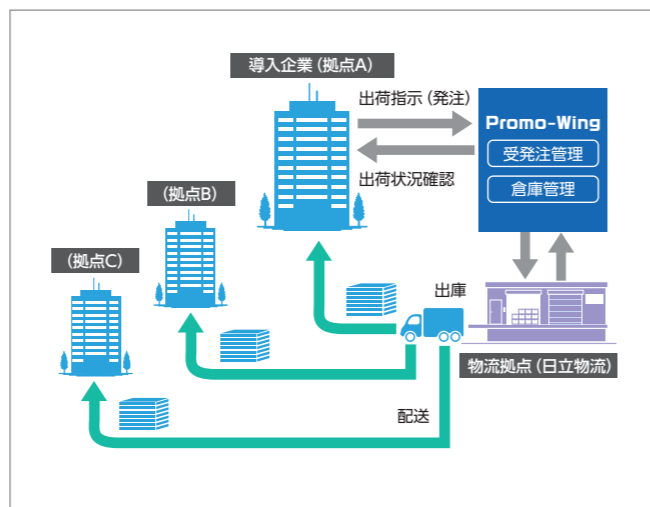 導入企業(拠点A)
出荷指示(発注)
Promo-Wing
受発注管理
出荷状況確認
倉庫管理
(拠点B)
(拠点C)
出庫
物流拠点(日立物流)
配送